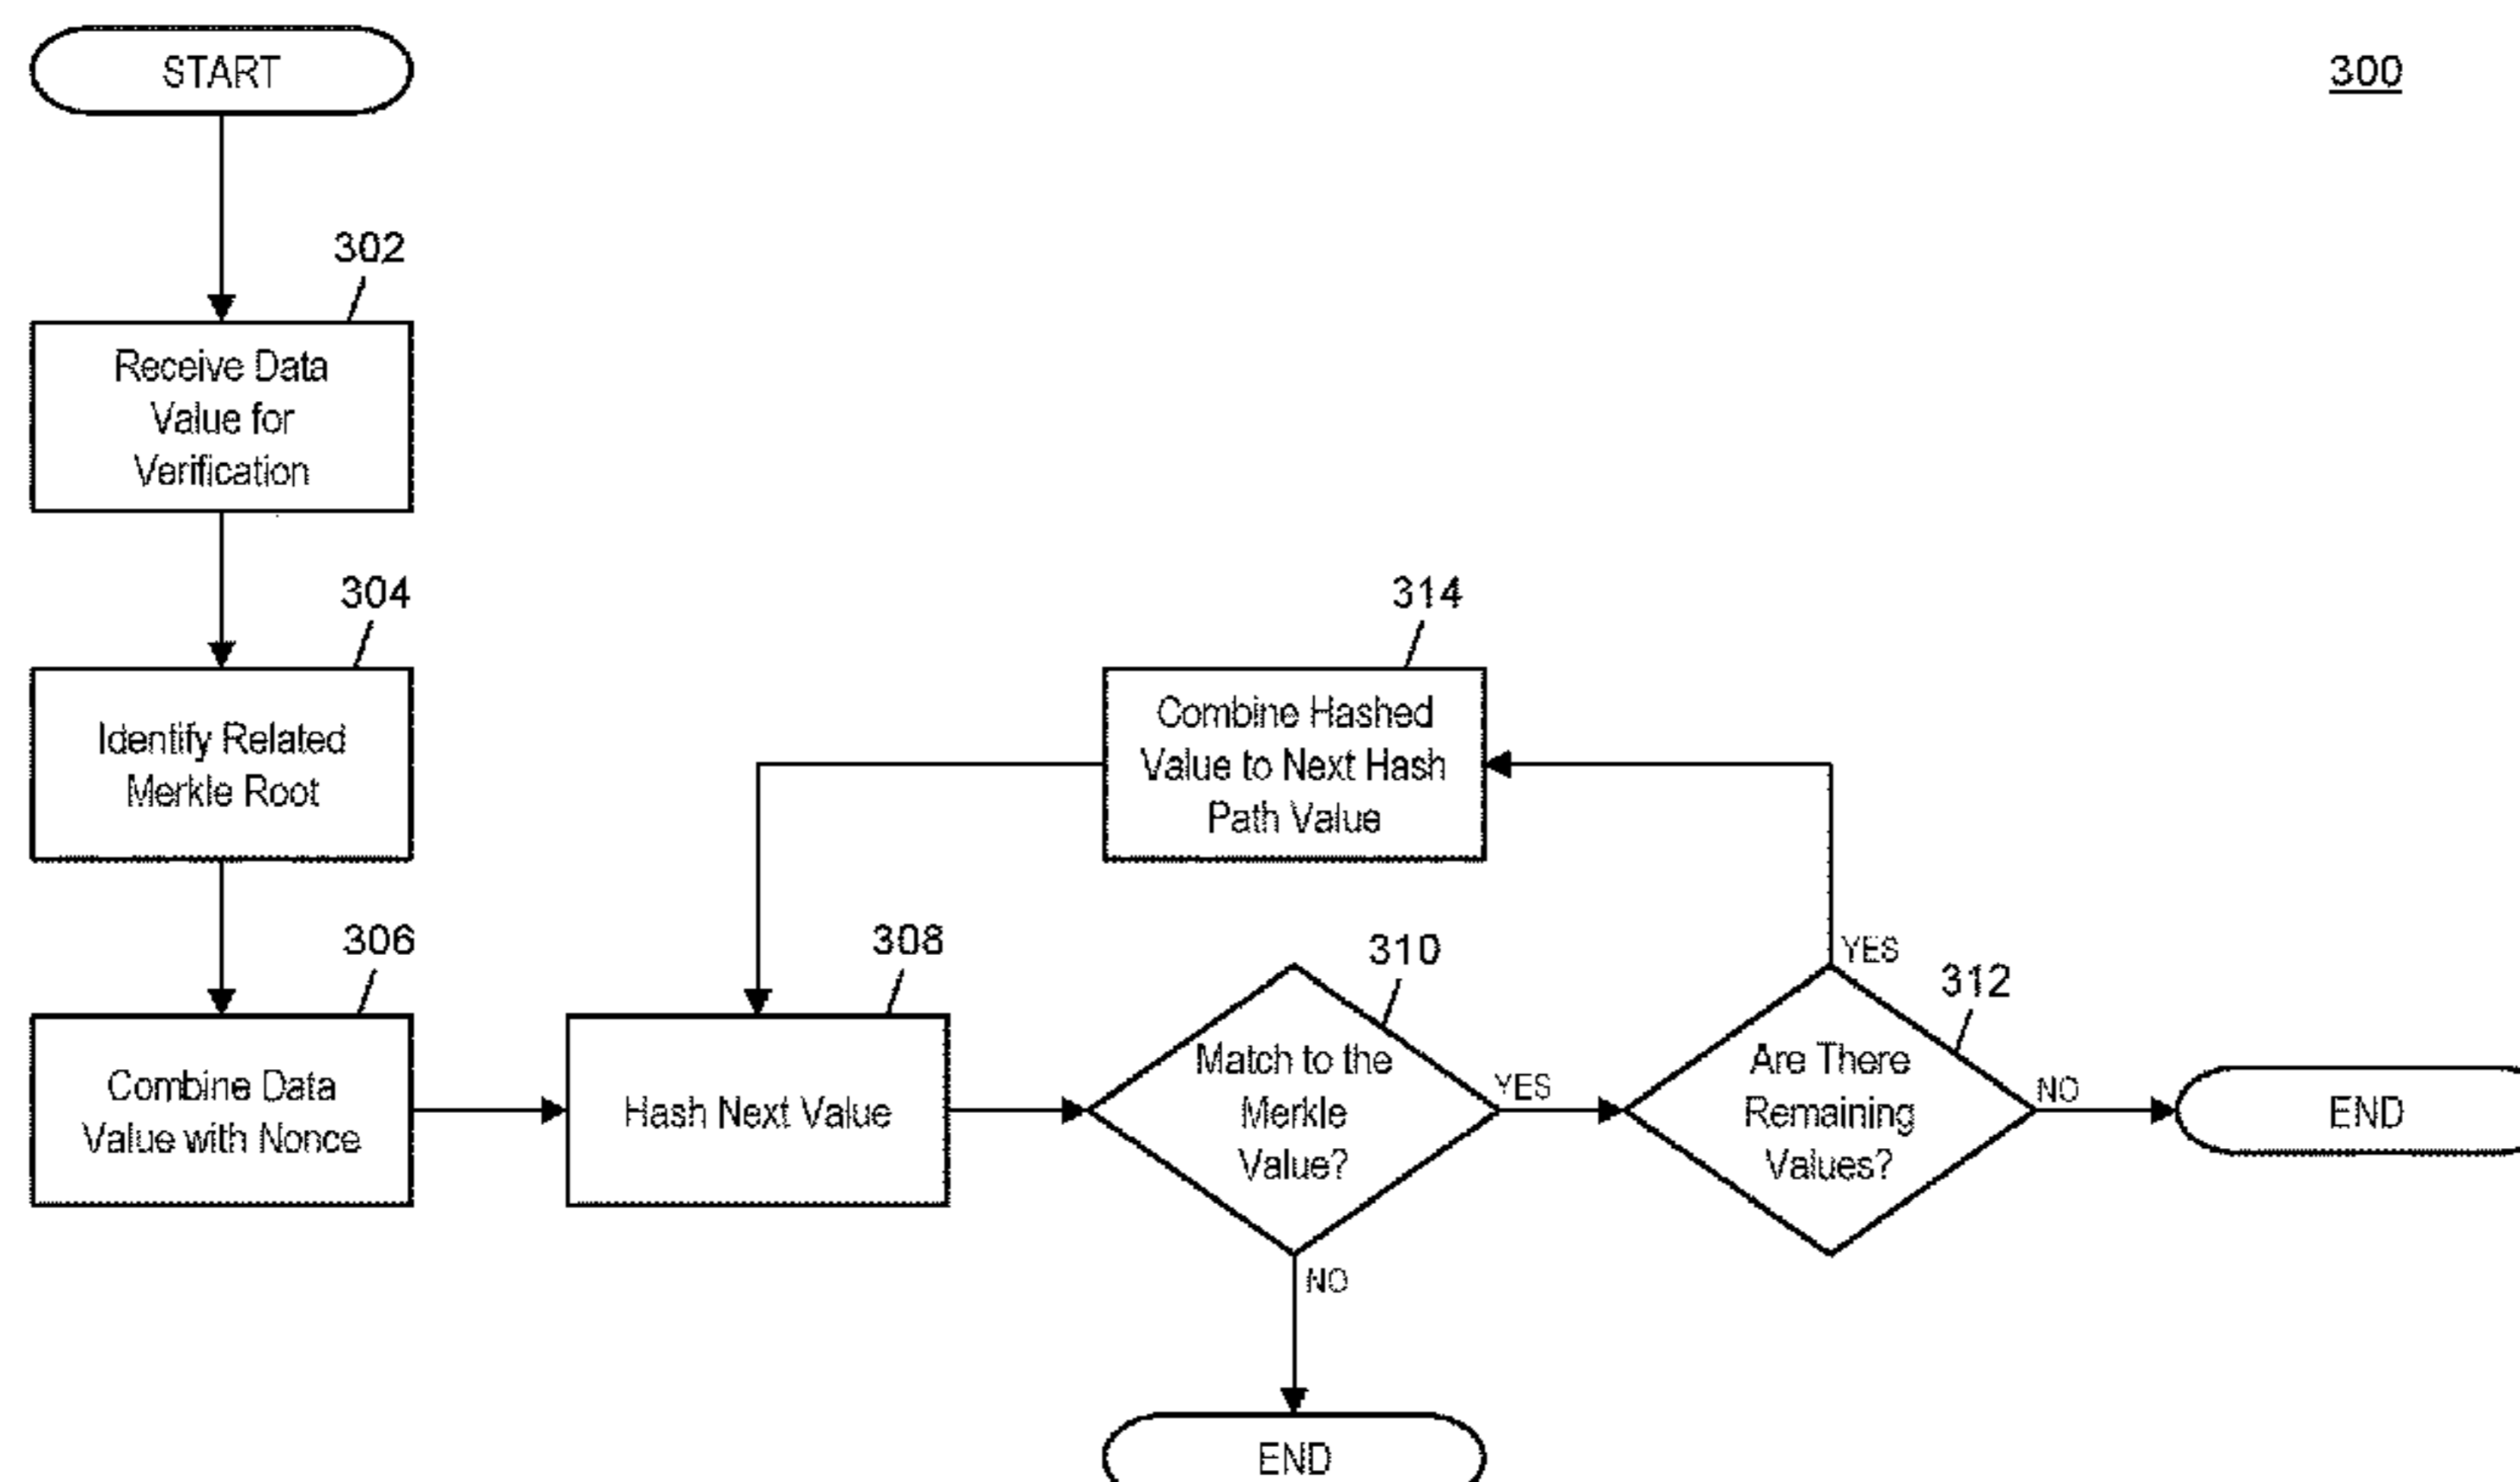 START
300
302
Receive Data
Value for
Verification
304
Identify Related
Merkle Root
314
Combine Hashed
Value to Next Hash
Path Value
306
Combine Data
Value with Nonce
308
Hash Next Value
310
Match to the
Merkle
Value?
YES
NO
312
Are There
Remaining
Values?
YES
NO
END
END